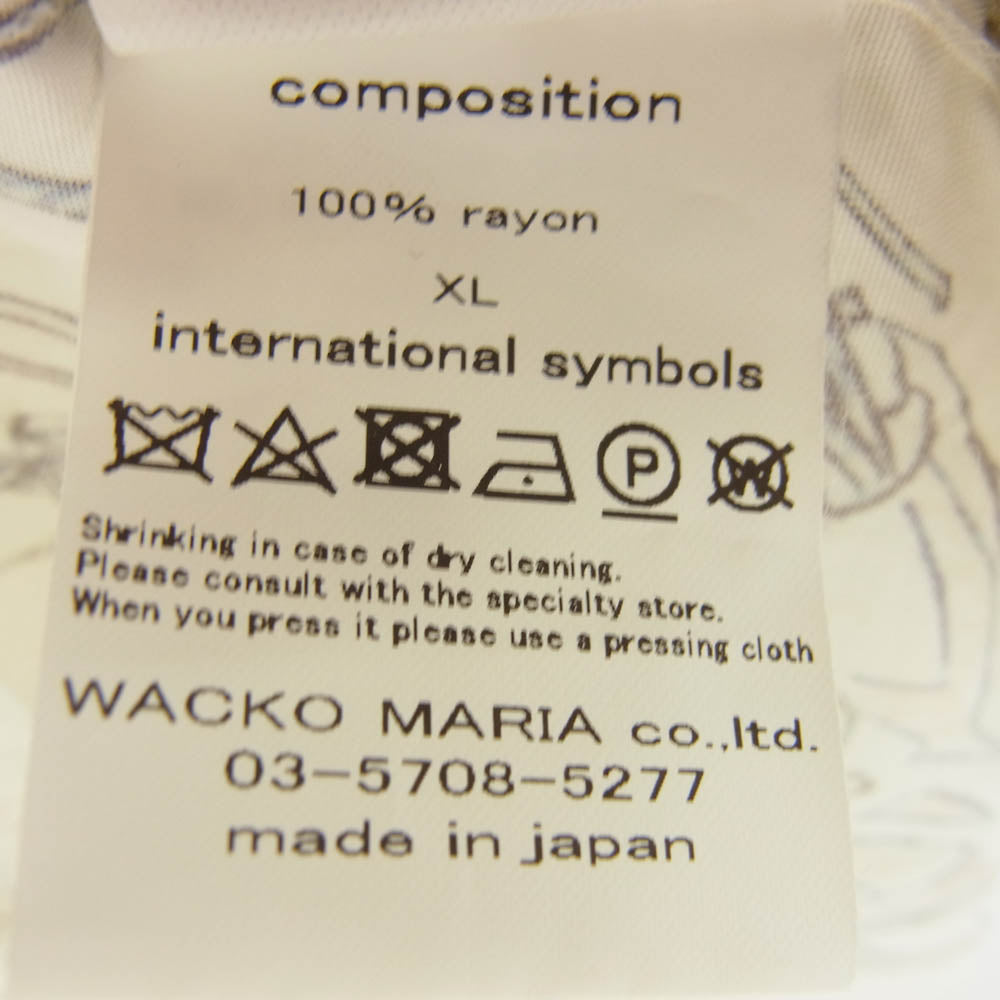 composition
100% rayon
XL
international symbols
P W
Shrinking in case of dry cleaning.
Please consult with the specialty store.
When you press it please use a pressing cloth
WACKO MARIA co.,ltd.
03-5708-5277
made in japan